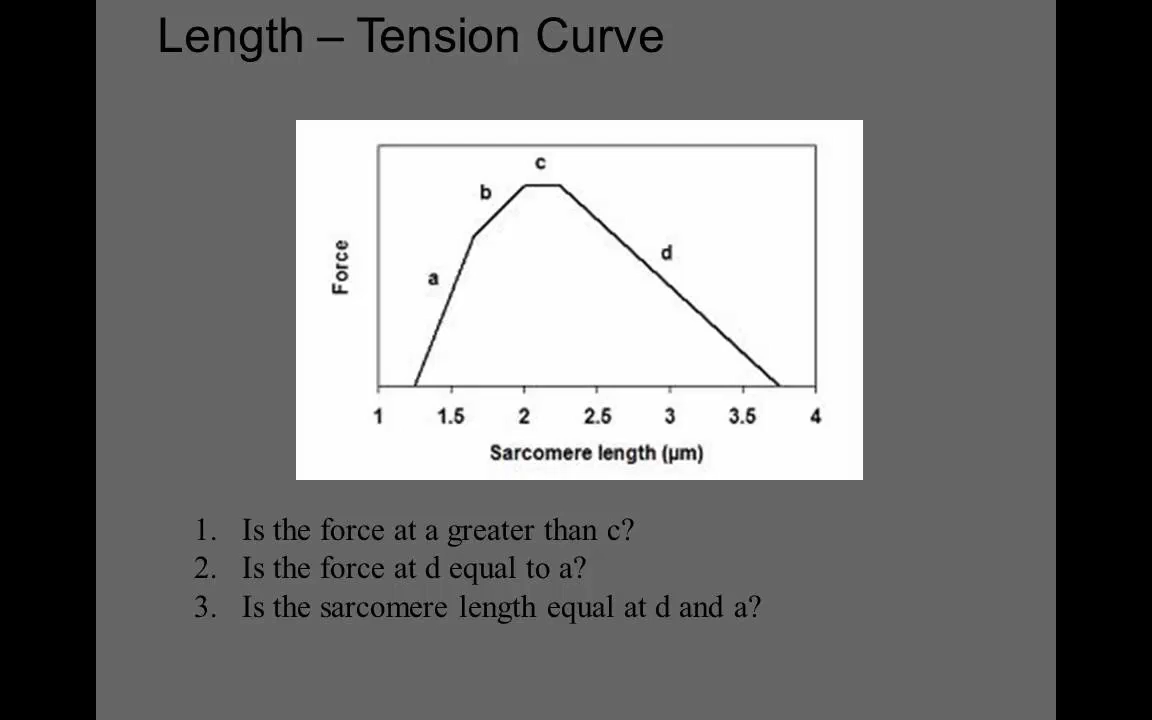 Length – Tension Curve
c
b
d
a
Force
1 1.5 2 2.5 3 3.5 4
Sarcomere length (µm)
1. Is the force at a greater than c?
2. Is the force at d equal to a?
3. Is the sarcomere length equal at d and a?